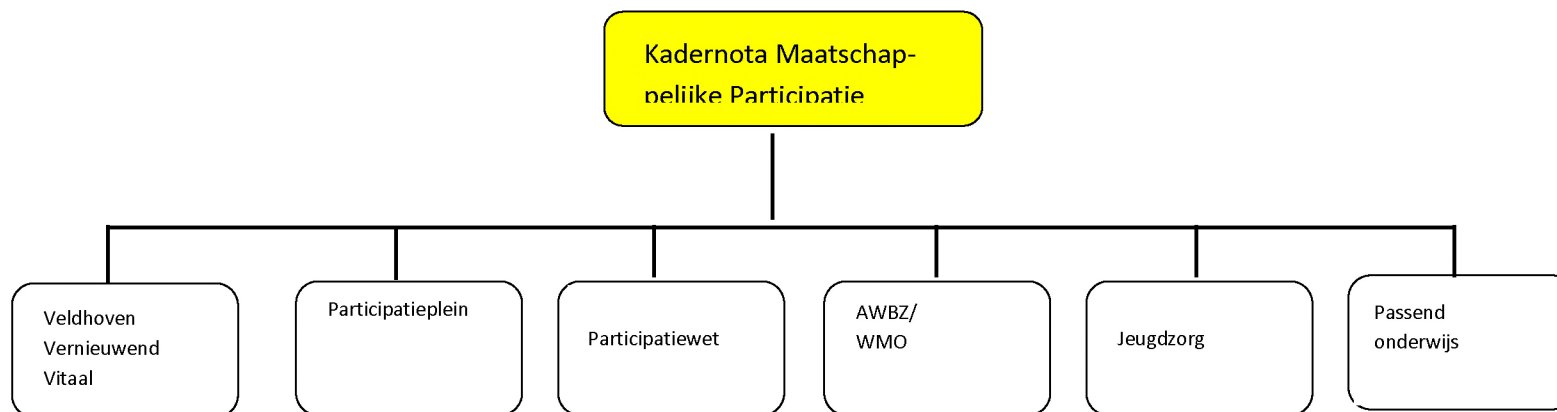 Kadernota Maatschap-
pelijke Participatie
Veldhoven
Vernieuwend
Vitaal
Participatieplein
Participatiewet
AWBZ/
WMO
Jeugdzorg
Passend
onderwijs